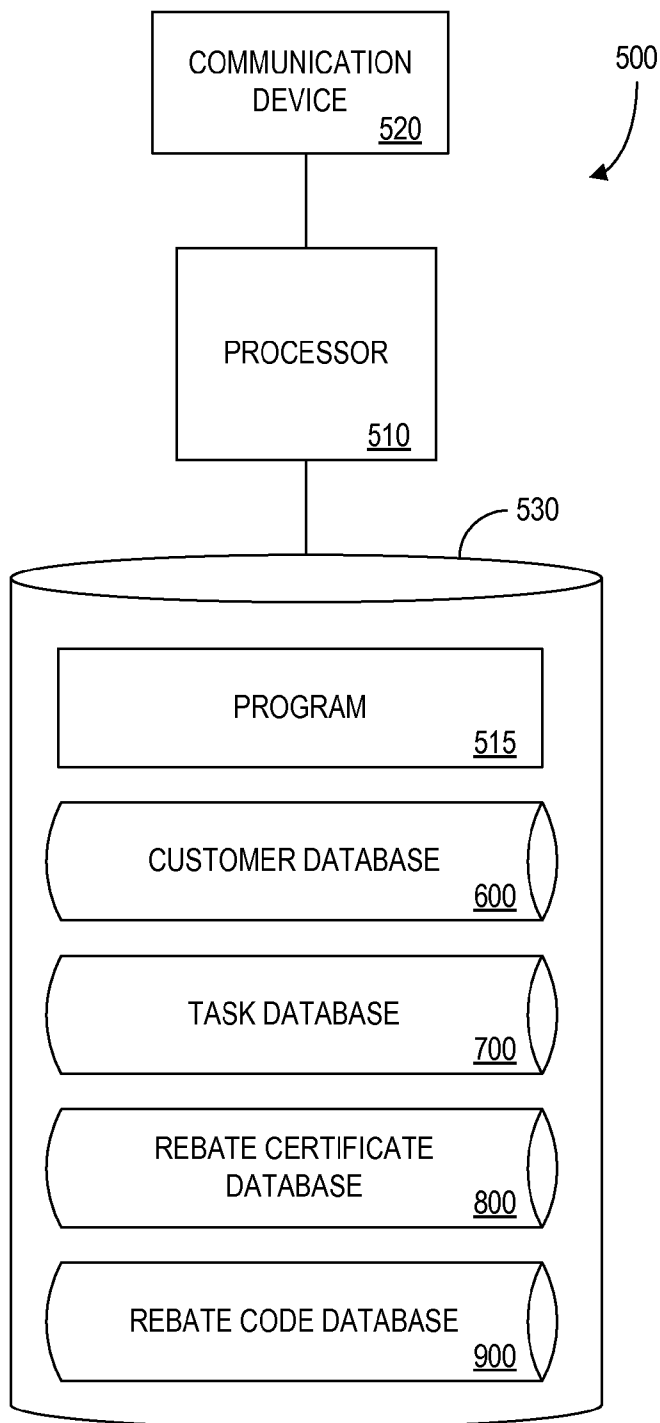 COMMUNICATION
DEVICE
520
500
PROCESSOR
510
530
PROGRAM
515
CUSTOMER DATABASE
600
TASK DATABASE
700
REBATE CERTIFICATE
DATABASE
800
REBATE CODE DATABASE
900